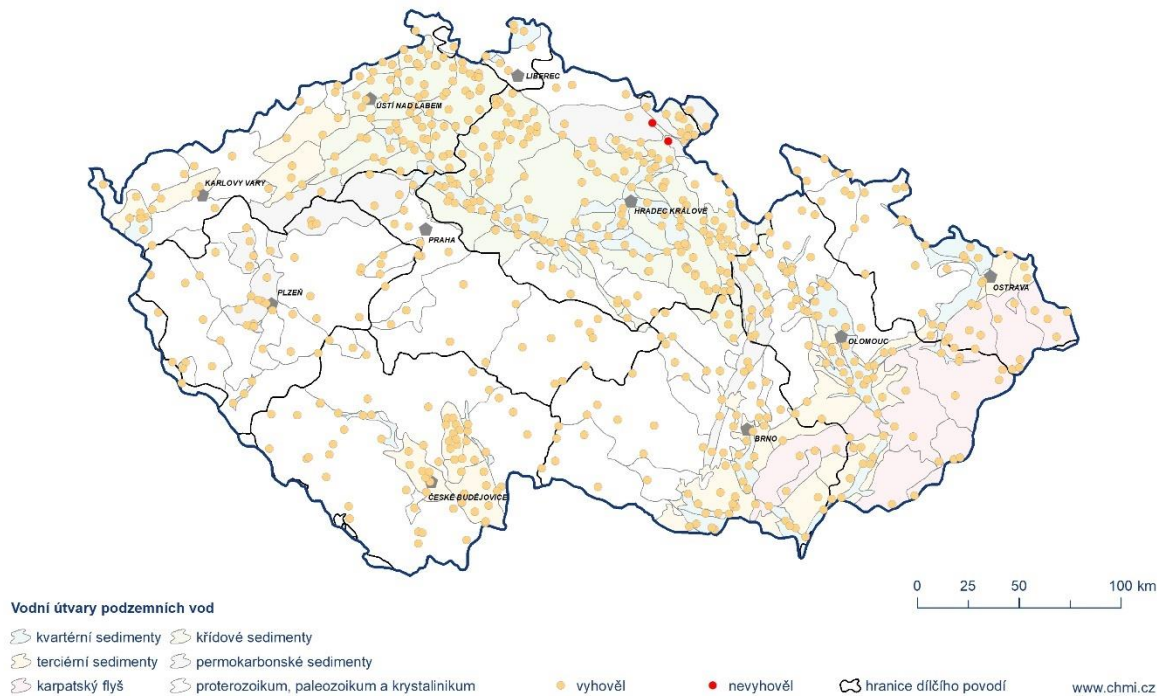 LIBEREC
ÚSTÍ NAD LABEM
KARLOVY VARY
HRADEC KRÁLOVÉ
PRAHA
PLZEŇ
OSTRAVA
OLOMOUC
BRNO
ČESKÉ BUDĚJOVICE
0 25 50 100 km
Vodní útvary podzemních vod
kvartérní sedimenty křídové sedimenty
terciérní sedimenty permokarbonské sedimenty
karpatský flyš proterozoikum, paleozoikum a krystalinikum vyhověl nevyhověl hranice dílčího povodí www.chmi.cz